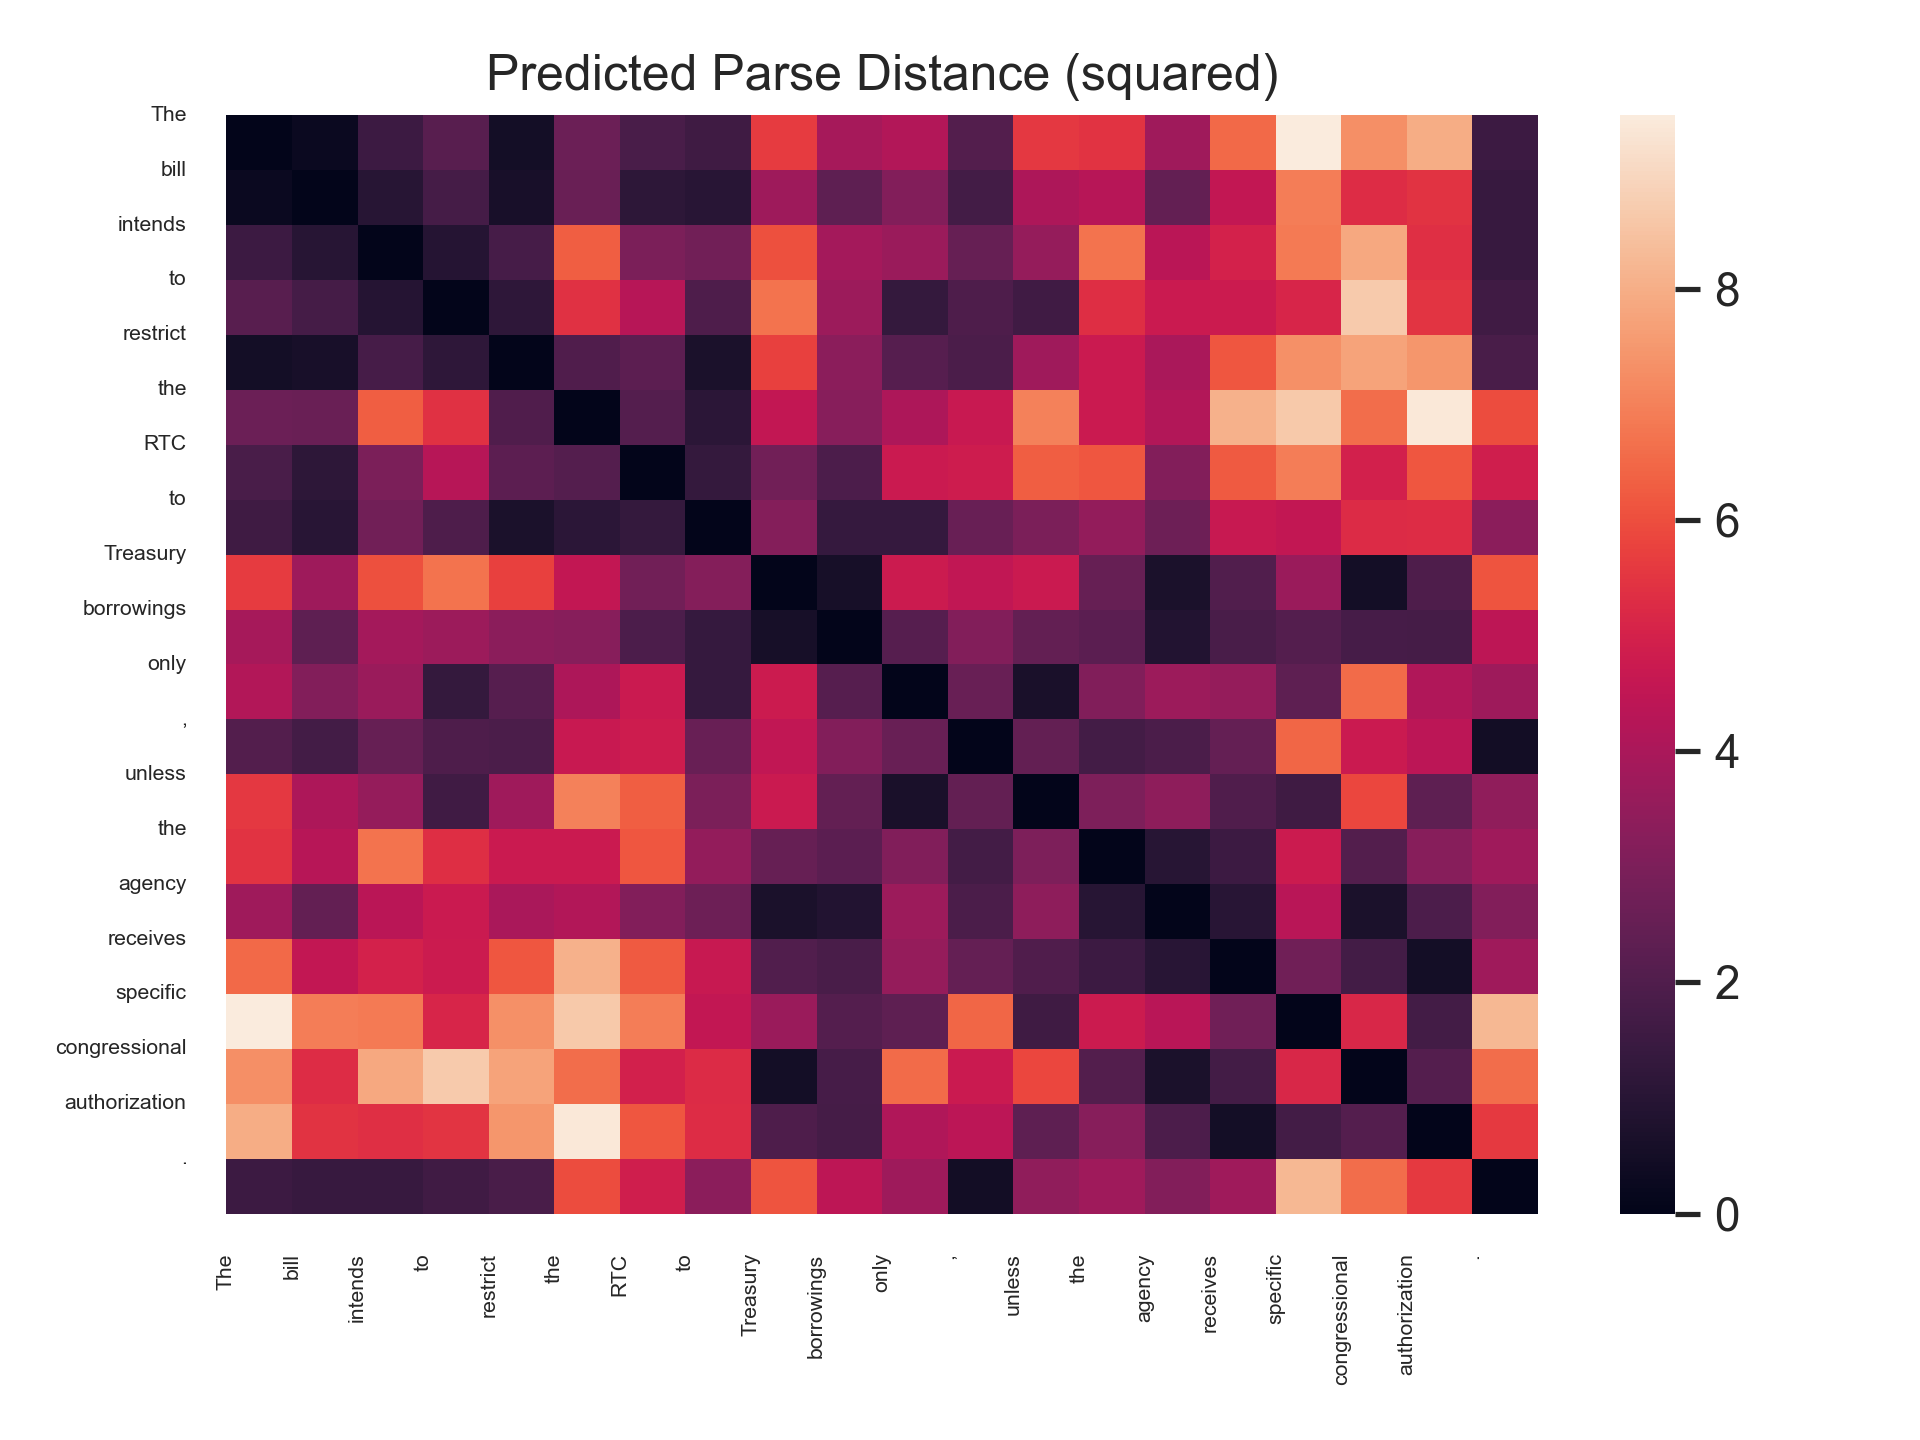 Predicted Parse Distance (squared)
The
bill
intends
to
restrict
the
RTC
to
Treasury
borrowings
only
,
unless
the
agency
receives
specific
congressional
authorization
.
8
6
4
2
0
The
bill
intends
to
restrict
the
RTC
to
Treasury
borrowings
only
,
unless
the
agency
receives
specific
congressional
authorization
.